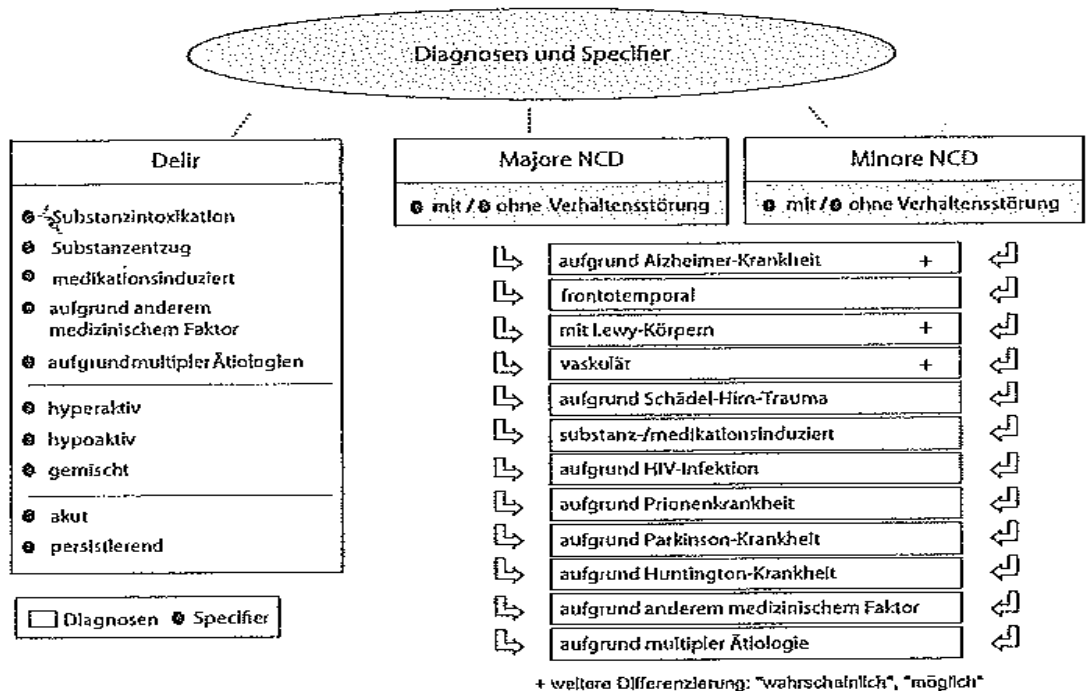 Diagnosen und Specifier
Delir
Substanzintoxikation
Substanzentzug
medikationsinduziert
aufgrund anderem
medizinischem Faktor
aufgrund multipler Ätiologien
hyperaktiv
hypoaktiv
gemischt
akut
persistierend
Diagnosen Specifier
Majore NCD
mit / ohne Verhaltensstörung
Minore NCD
mit / ohne Verhaltensstörung
aufgrund Alzheimer-Krankheit +
frontotemporal
mit Lewy-Körpern +
vaskulär +
aufgrund Schädel-Hirn-Trauma
substanz-/medikationsinduziert
aufgrund HIV-Infektion
aufgrund Prionenkrankheit
aufgrund Parkinson-Krankheit
aufgrund Huntington-Krankheit
aufgrund anderem medizinischem Faktor
aufgrund multipler Ätiologie
+ weitere Differenzierung: "wahrscheinlich", "möglich"